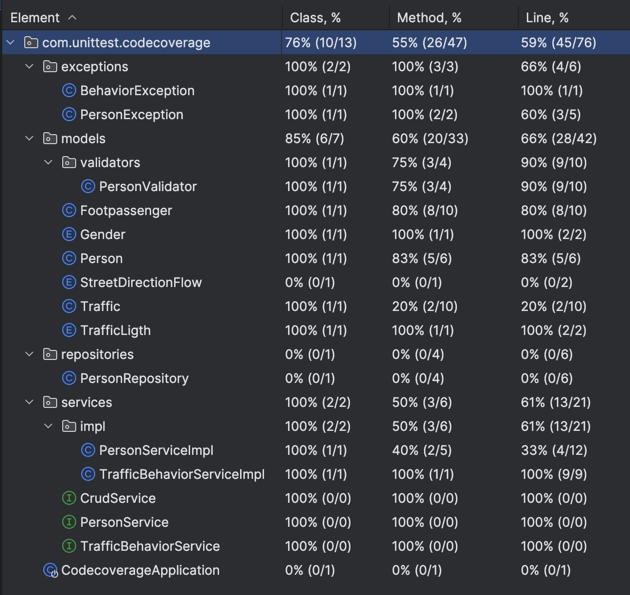 Element Class, % Method, % Line, %
com.unittest.codecoverage 76% (10/13) 55% (26/47) 59% (45/76)
exceptions 100% (2/2) 100% (3/3) 66% (4/6)
BehaviorException 100% (1/1) 100% (1/1) 100% (1/1)
PersonException 100% (1/1) 100% (2/2) 60% (3/5)
models 85% (6/7) 60% (20/33) 66% (28/42)
validators 100% (1/1) 75% (3/4) 90% (9/10)
PersonValidator 100% (1/1) 75% (3/4) 90% (9/10)
Footpassenger 100% (1/1) 80% (8/10) 80% (8/10)
Gender 100% (1/1) 100% (1/1) 100% (2/2)
Person 100% (1/1) 83% (5/6) 83% (5/6)
StreetDirectionFlow 0% (0/1) 0% (0/1) 0% (0/2)
Traffic 100% (1/1) 20% (2/10) 20% (2/10)
TrafficLigth 100% (1/1) 100% (1/1) 100% (2/2)
repositories 0% (0/1) 0% (0/4) 0% (0/6)
PersonRepository 0% (0/1) 0% (0/4) 0% (0/6)
services 100% (2/2) 50% (3/6) 61% (13/21)
impl 100% (2/2) 50% (3/6) 61% (13/21)
PersonServiceImpl 100% (1/1) 40% (2/5) 33% (4/12)
TrafficBehaviorServiceImpl 100% (1/1) 100% (1/1) 100% (9/9)
CrudService 100% (0/0) 100% (0/0) 100% (0/0)
PersonService 100% (0/0) 100% (0/0) 100% (0/0)
TrafficBehaviorService 100% (0/0) 100% (0/0) 100% (0/0)
CodecoverageApplication 0% (0/1) 0% (0/1) 0% (0/1)